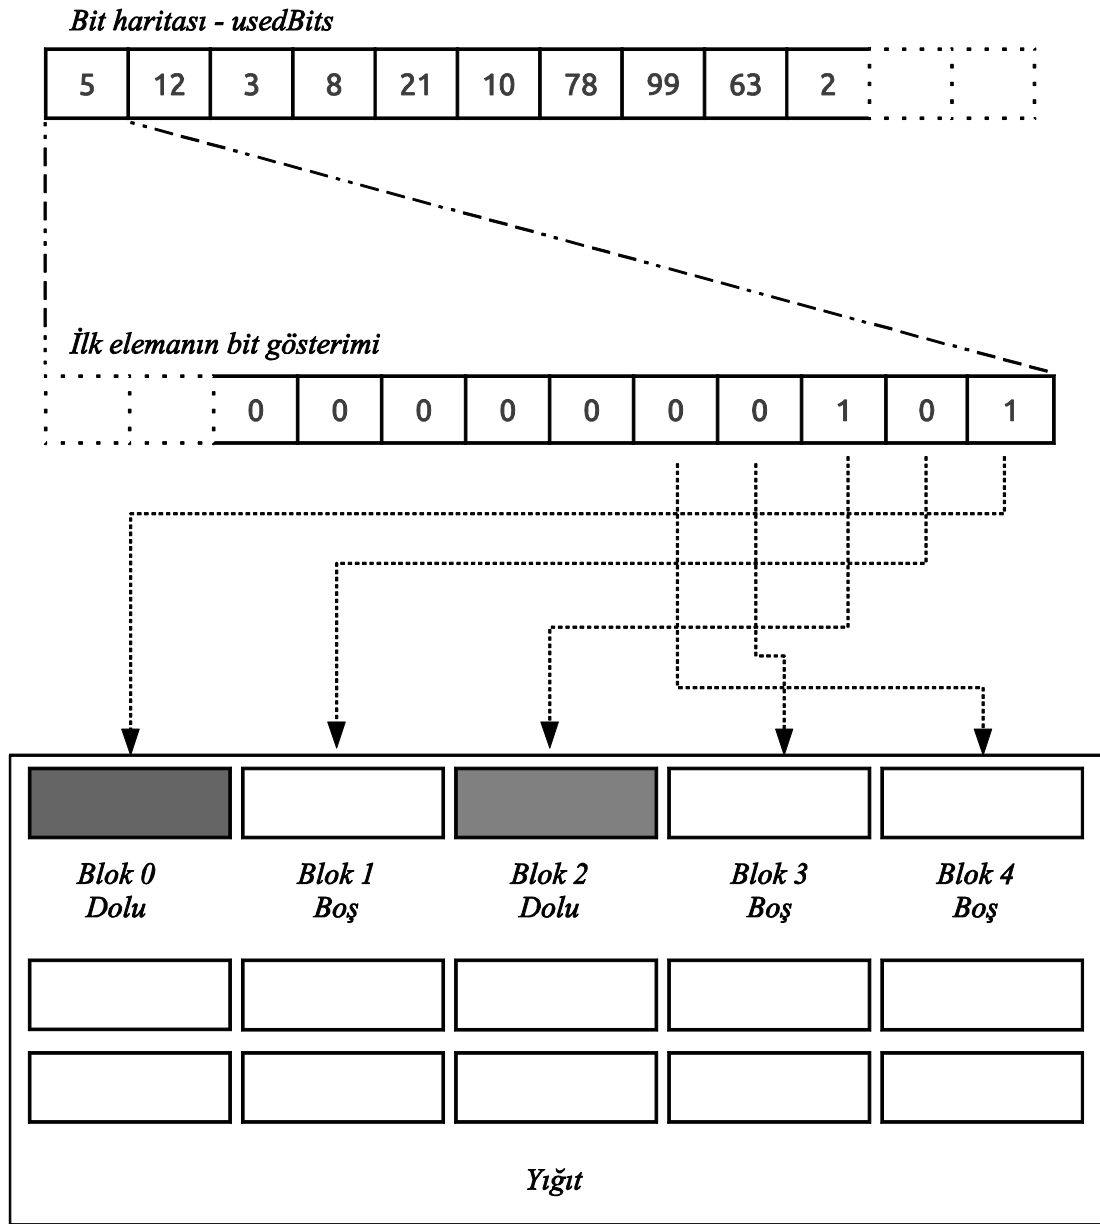 Bit haritası - usedBits
5 12 3 8 21 10 78 99 63 2
İlk elemanın bit gösterimi
0 0 0 0 0 0 0 1 0 1
Blok 0 Blok 1 Blok 2 Blok 3 Blok 4
Dolu Boş Dolu Boş Boş
Yığıt